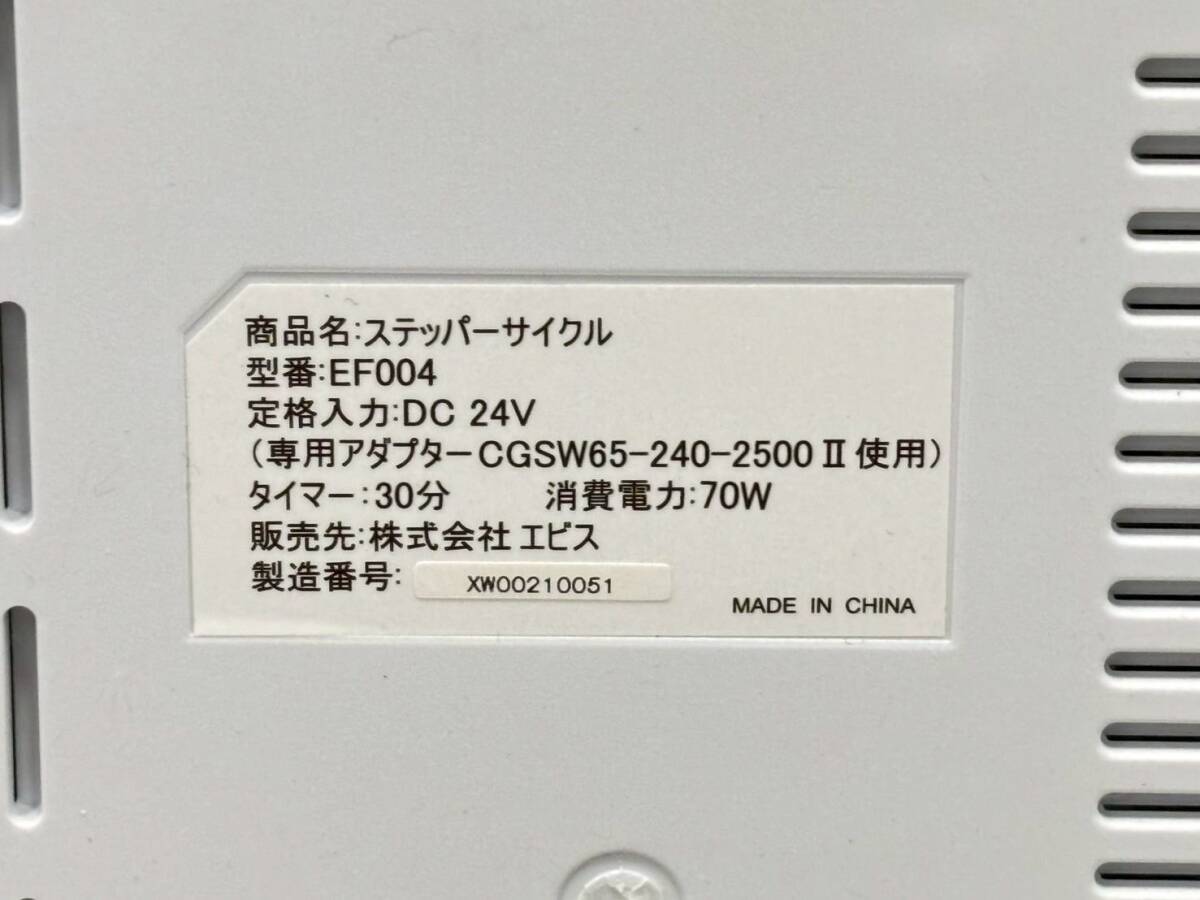 商品名:ステッパーサイクル
型番:EF004
定格入力:DC 24V
(専用アダプターCGSW65-240-2500Ⅱ使用)
タイマー:30分 消費電力:70W
販売先:株式会社エビス
製造番号: XW00210051
MADE IN CHINA